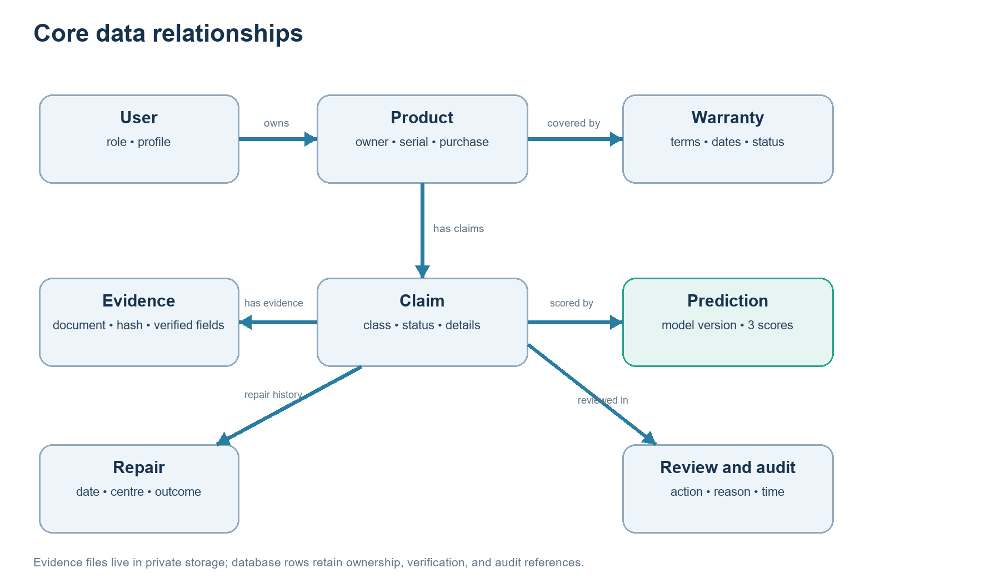 Core data relationships
User
role • profile
owns
Product
owner • serial • purchase
covered by
Warranty
terms • dates • status
has claims
Evidence
document • hash • verified fields
has evidence
Claim
class • status • details
scored by
Prediction
model version • 3 scores
repair history
reviewed in
Repair
date • centre • outcome
Review and audit
action • reason • time
Evidence files live in private storage; database rows retain ownership, verification, and audit references.